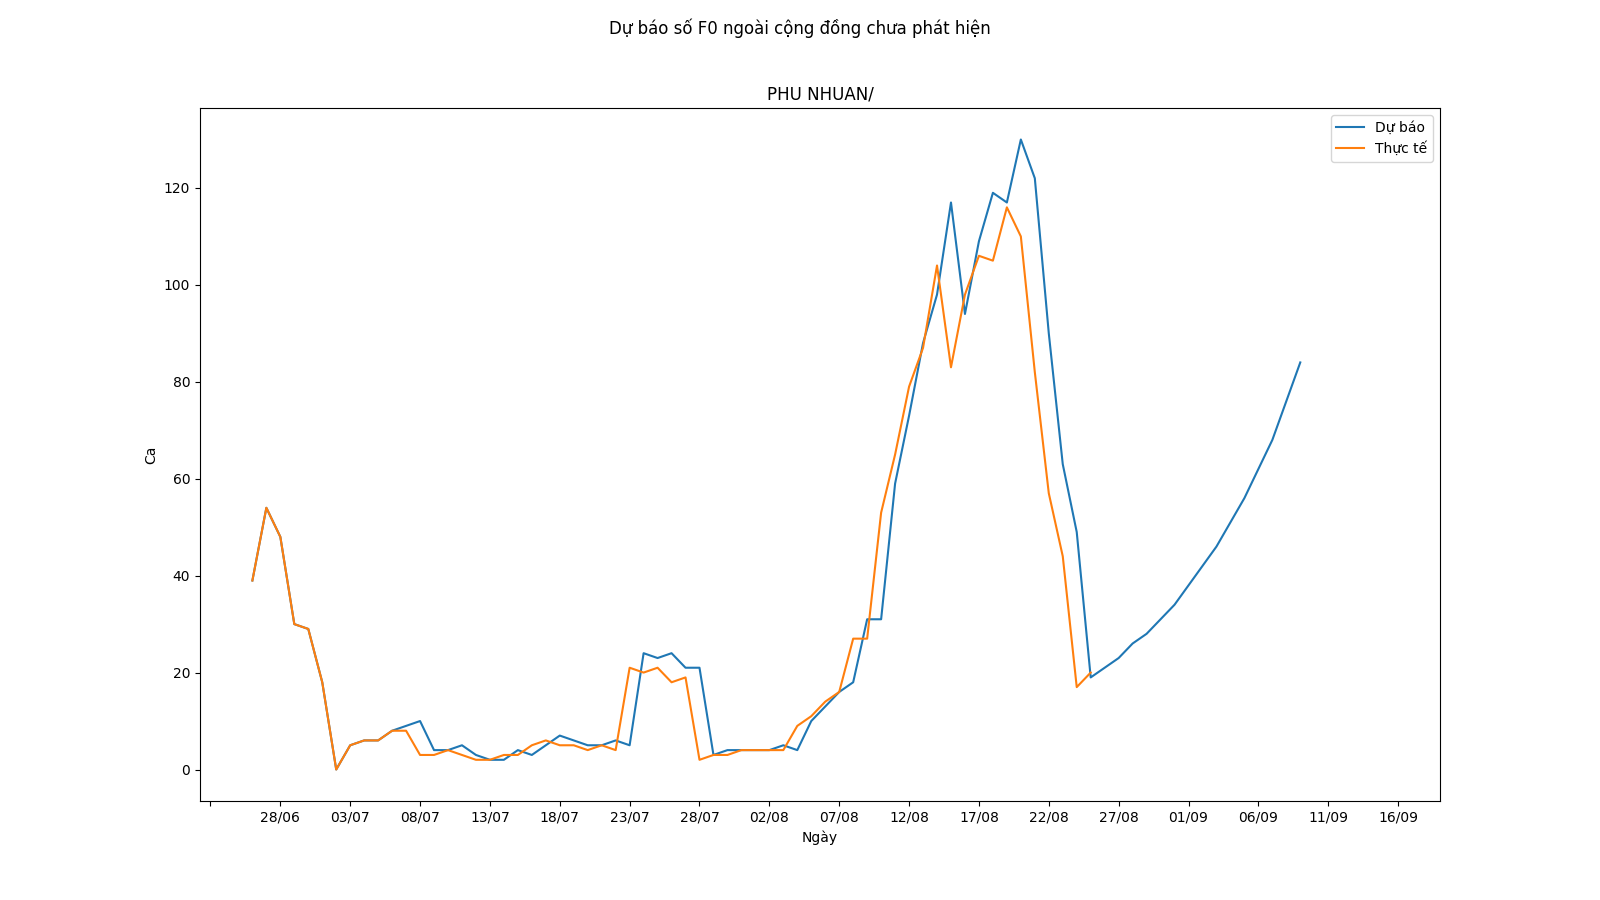 Dự báo số F0 ngoài cộng đồng chưa phát hiện
PHU NHUAN/
Dự báo
Thực tế
120
100
80
60
40
20
0
Ca
28/06 03/07 08/07 13/07 18/07 23/07 28/07 02/08 07/08 12/08 17/08 22/08 27/08 01/09 06/09 11/09 16/09
Ngày